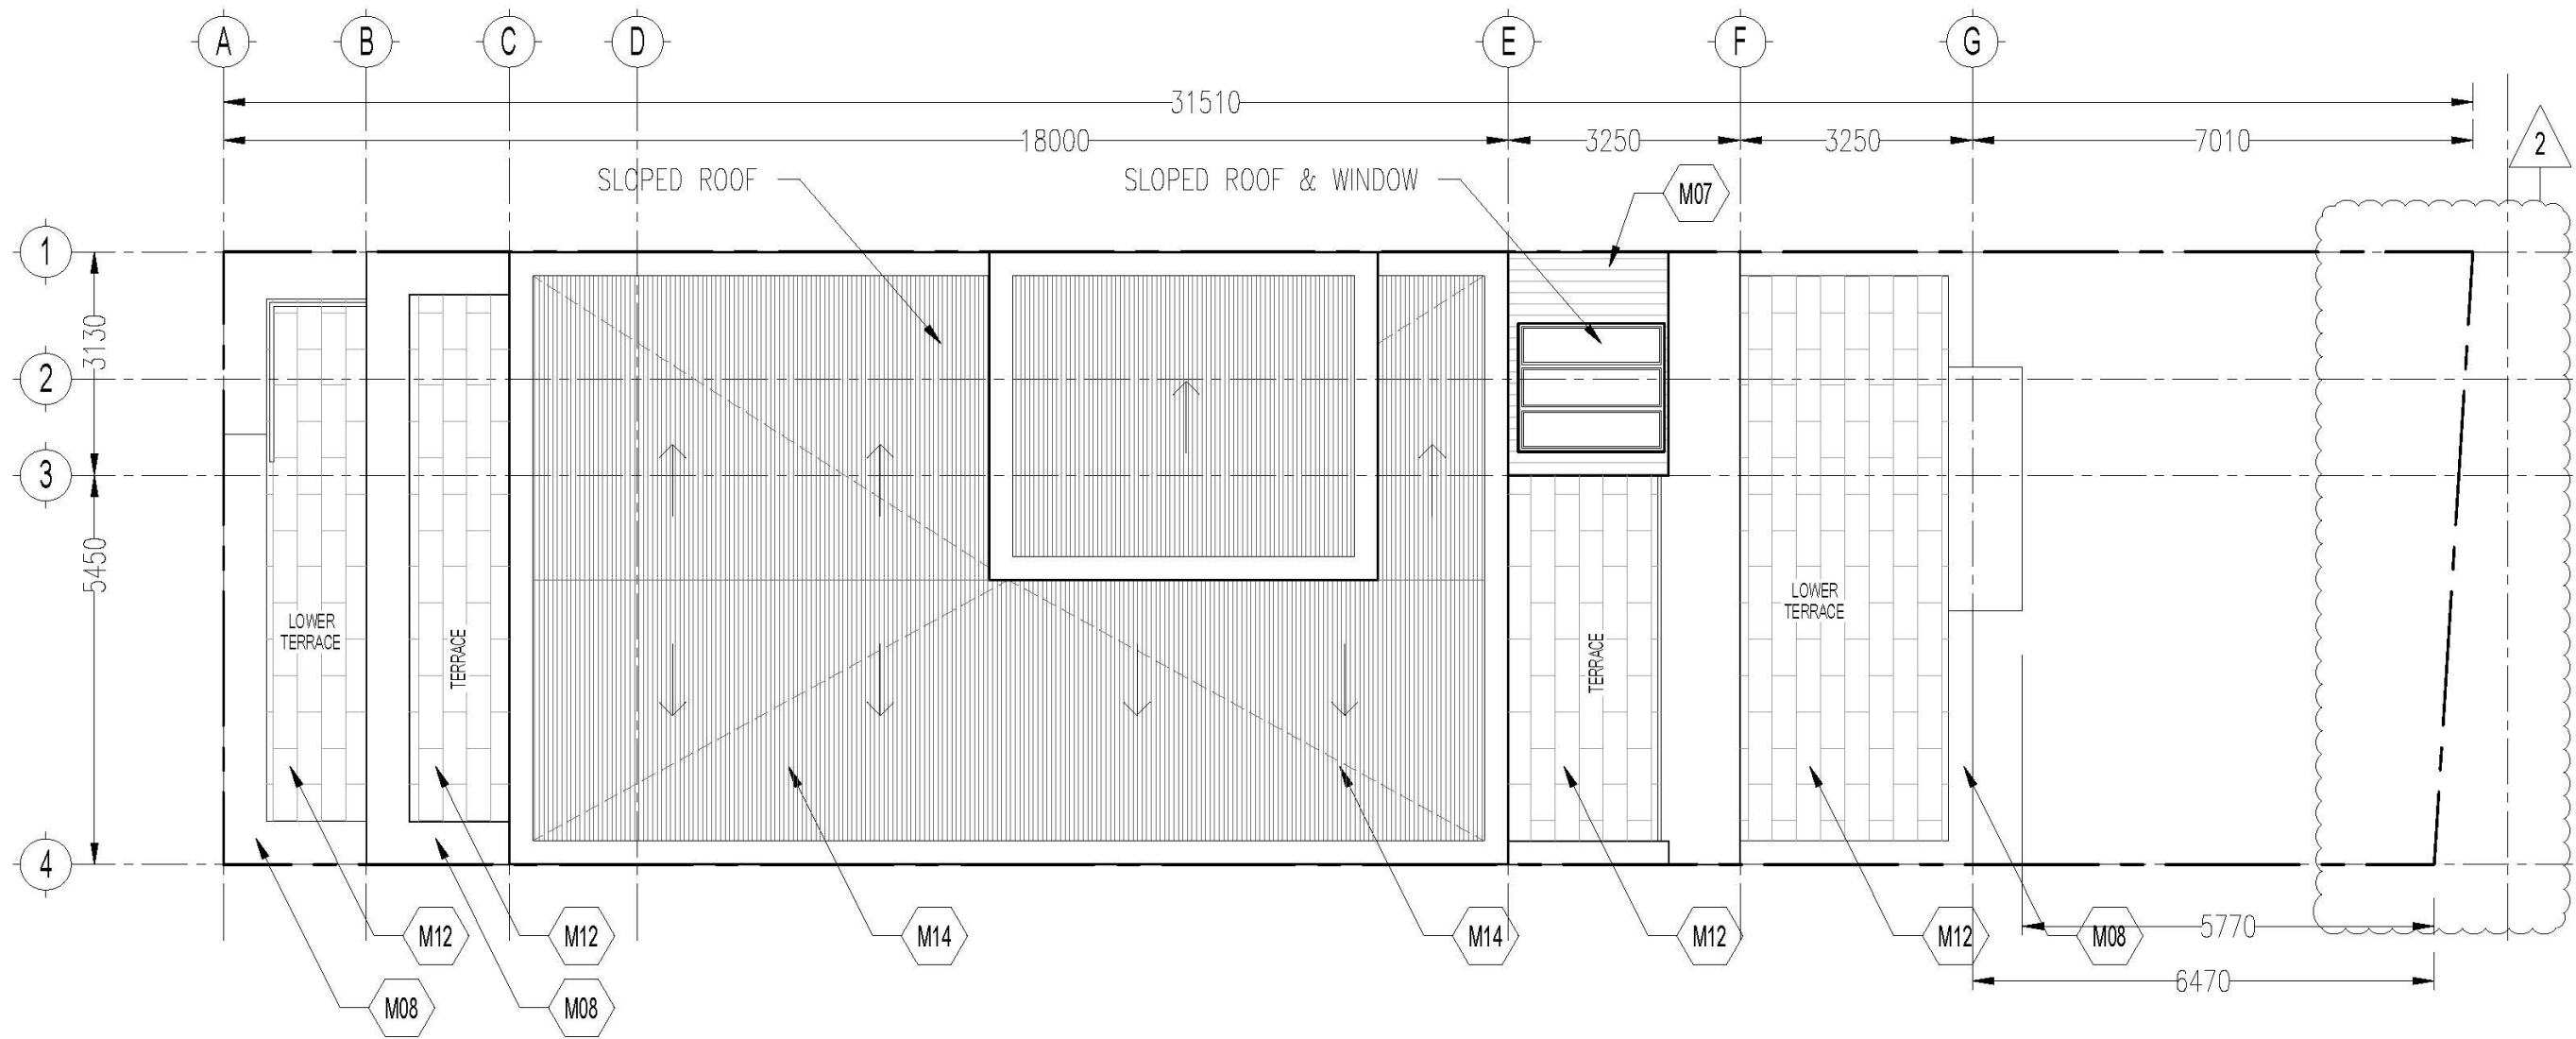 A B C D E F G
31510
18000 3250 3250 7010
2
SLOPED ROOF SLOPED ROOF & WINDOW
M07
1
3130
2
3
5450
LOWER
TERRACE
TERRACE
TERRACE
LOWER
TERRACE
4
M12 M12 M14 M14 M12 M12 M08 5770
6470
M08 M08